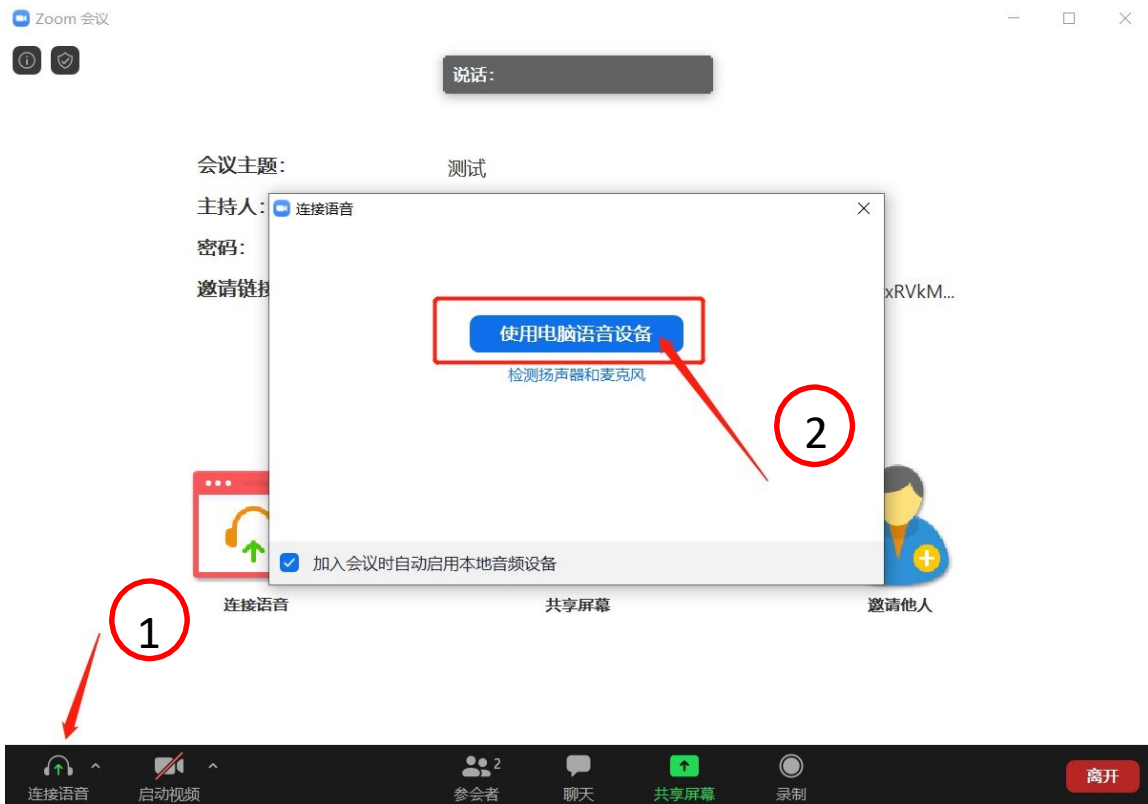 Zoom 会议
说话:
会议主题:
测试
主持人:
连接语音
密码:
邀请链接
xRVkM...
使用电脑语音设备
检测扬声器和麦克风
2
加入会议时自动启用本地音频设备
连接语音
共享屏幕
邀请他人
1
2
连接语音
启动视频
参会者
聊天
共享屏幕
录制
离开